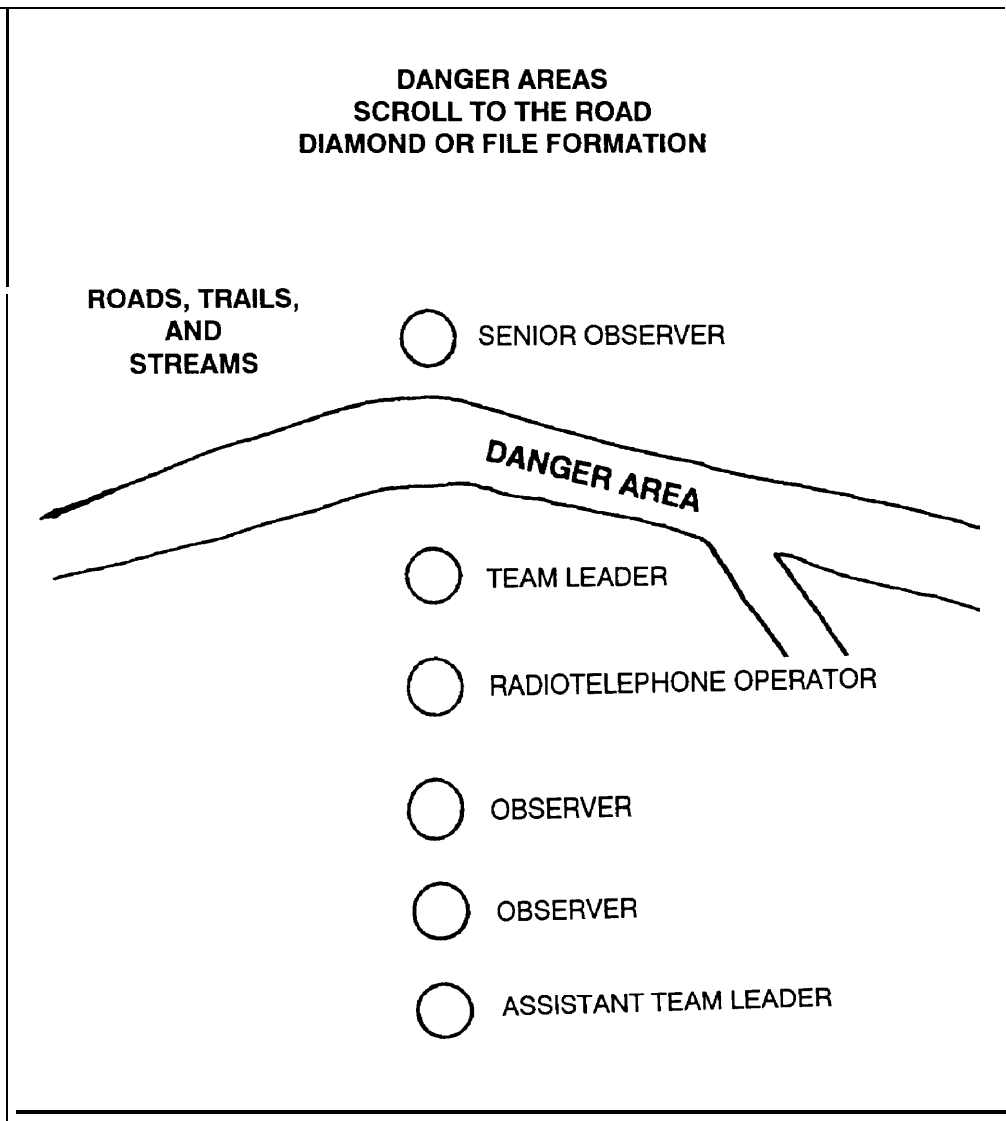 DANGER AREAS
SCROLL TO THE ROAD
DIAMOND OR FILE FORMATION
ROADS, TRAILS,
AND
STREAMS
SENIOR OBSERVER
DANGER AREA
TEAM LEADER
RADIOTELEPHONE OPERATOR
OBSERVER
OBSERVER
ASSISTANT TEAM LEADER